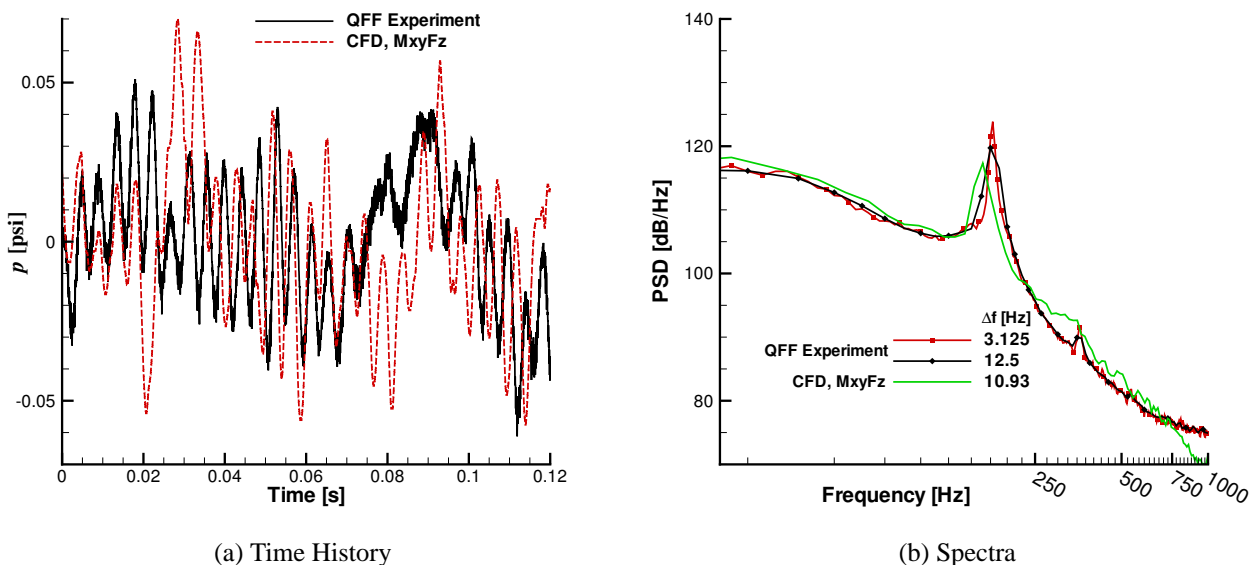 QFF Experiment
CFD, MxyFz
0.05
0
-0.05
p [psi]
0 0.02 0.04 0.06 0.08 0.1 0.12
Time [s]
(a) Time History
120
100
80
PSD [dB/Hz]
Δf [Hz]
QFF Experiment
3.125
12.5
CFD, MxyFz 10.93
250 500 750 1000
Frequency [Hz]
(b) Spectra